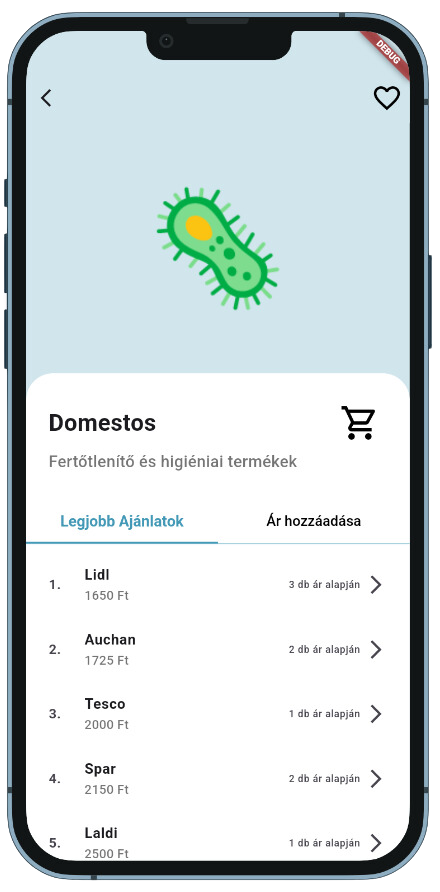 DEBUG
Domestos
Fertőtlenítő és higiéniai termékek
Legjobb Ajánlatok
Ár hozzáadása
1.
Lidl
1650 Ft
3 db ár alapján
2.
Auchan
1725 Ft
2 db ár alapján
3.
Tesco
2000 Ft
1 db ár alapján
4.
Spar
2150 Ft
2 db ár alapján
5.
Laldi
2500 Ft
1 db ár alapján